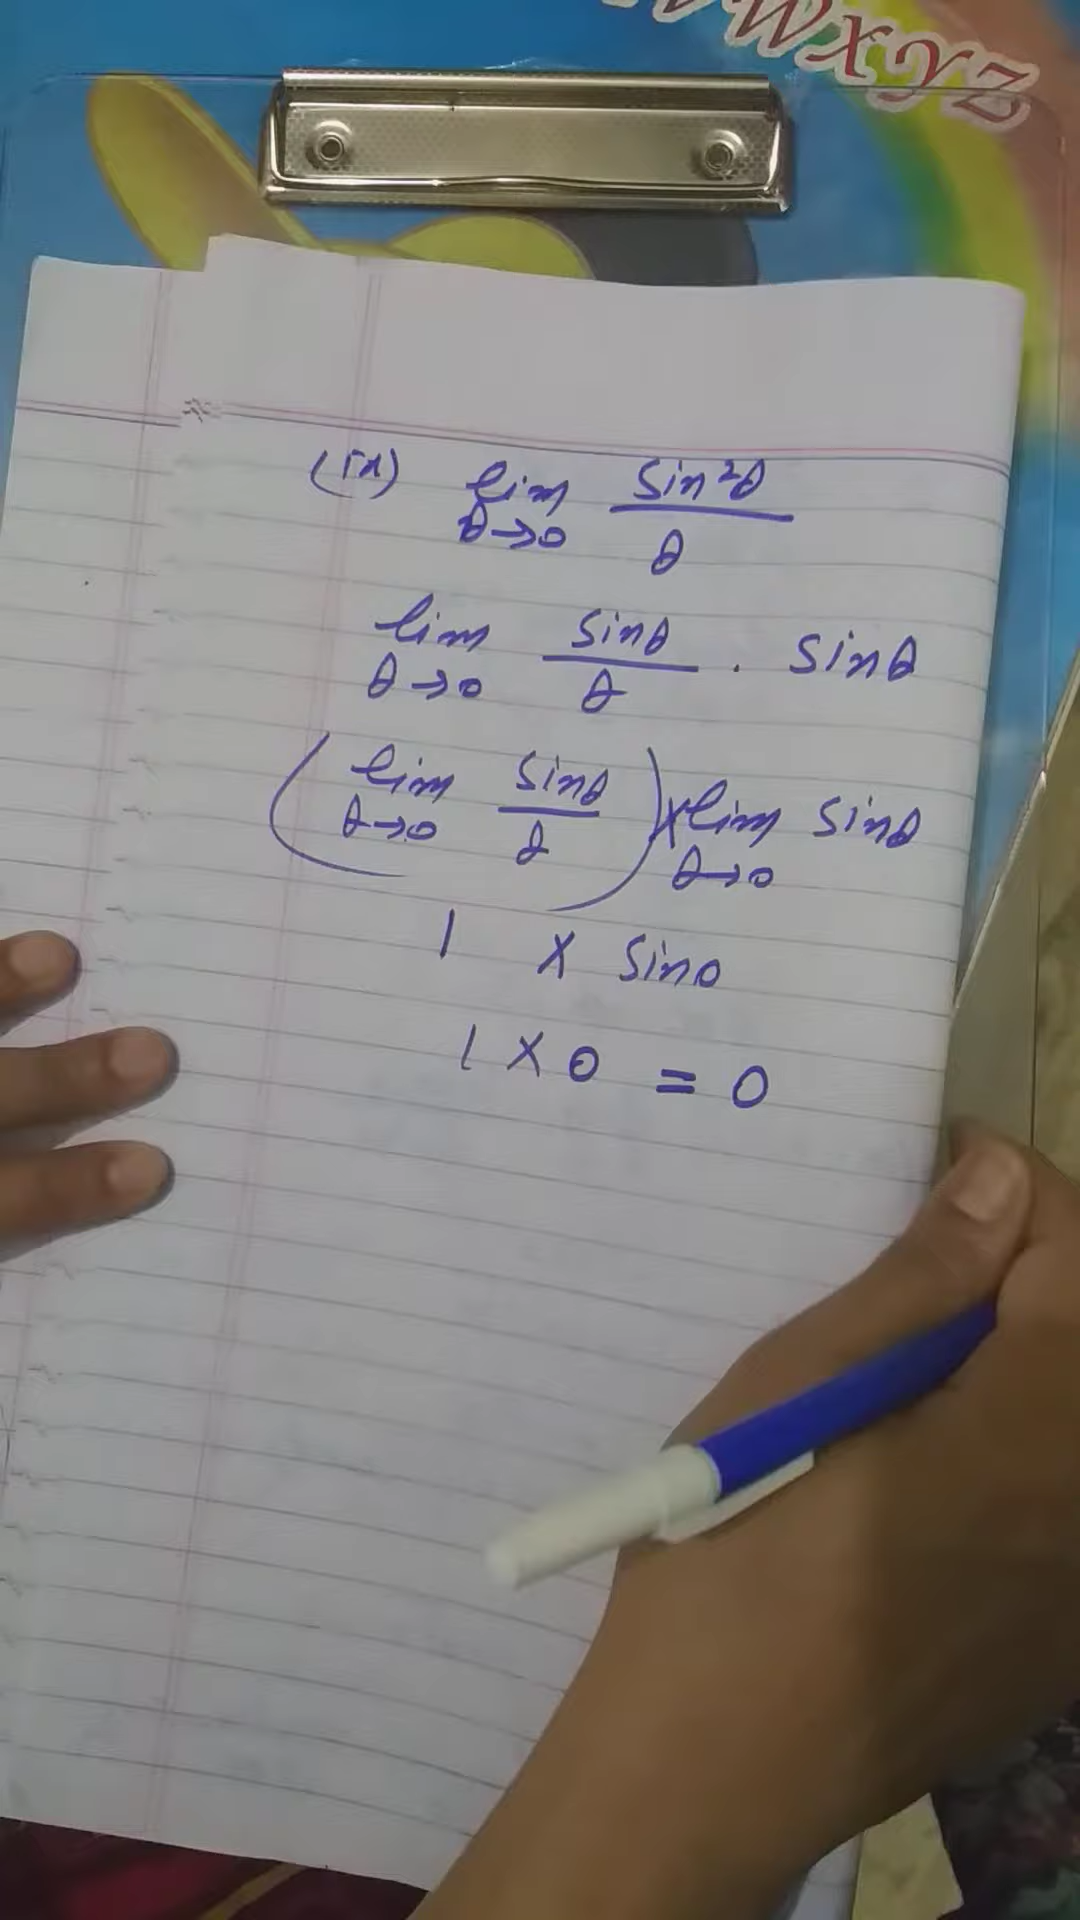 WXYZ
(ix) lim θ→0 sin²θ/θ
lim θ→0 sinθ/θ . sinθ
(lim θ→0 sinθ/θ) × lim θ→0 sinθ
1 × sin0
1 × 0 = 0